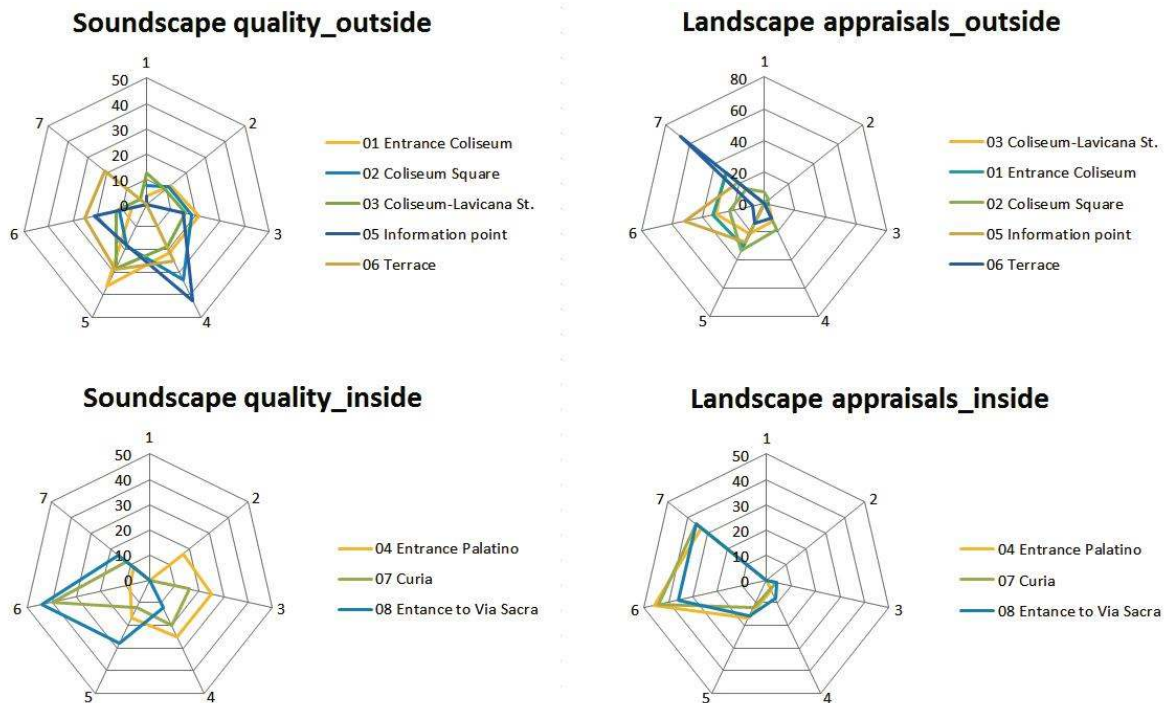 Soundscape quality_outside
1
50
40
30
20
10
0
2
3
4
5
6
7
01 Entrance Coliseum
02 Coliseum Square
03 Coliseum-Lavicana St.
05 Information point
06 Terrace
Landscape appraisals_outside
1
80
60
40
20
0
2
3
4
5
6
7
03 Coliseum-Lavicana St.
01 Entrance Coliseum
02 Coliseum Square
05 Information point
06 Terrace
Soundscape quality_inside
1
50
40
30
20
10
0
2
3
4
5
6
7
04 Entrance Palatino
07 Curia
08 Entance to Via Sacra
Landscape appraisals_inside
1
50
40
30
20
10
0
2
3
4
5
6
7
04 Entrance Palatino
07 Curia
08 Entance to Via Sacra